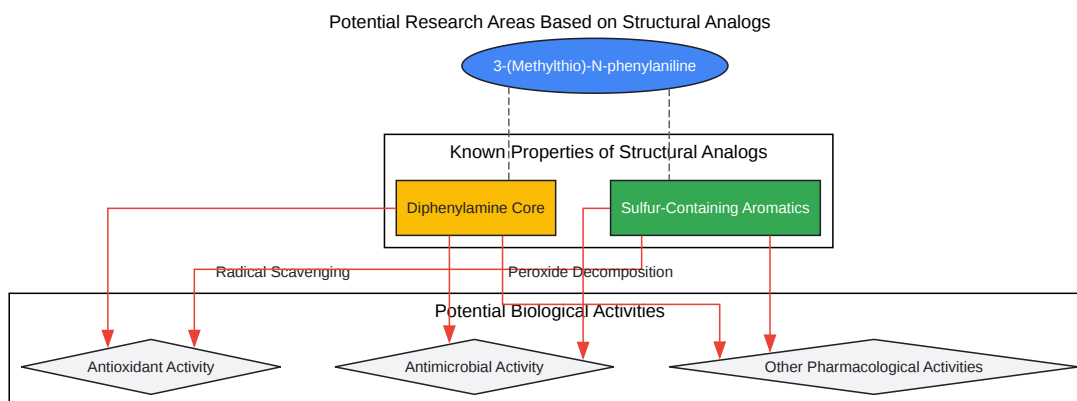 Potential Research Areas Based on Structural Analogs
3-(Methylthio)-N-phenylaniline
Known Properties of Structural Analogs
Diphenylamine Core
Sulfur-Containing Aromatics
Radical Scavenging
Peroxide Decomposition
Potential Biological Activities
Antioxidant Activity
Antimicrobial Activity
Other Pharmacological Activities